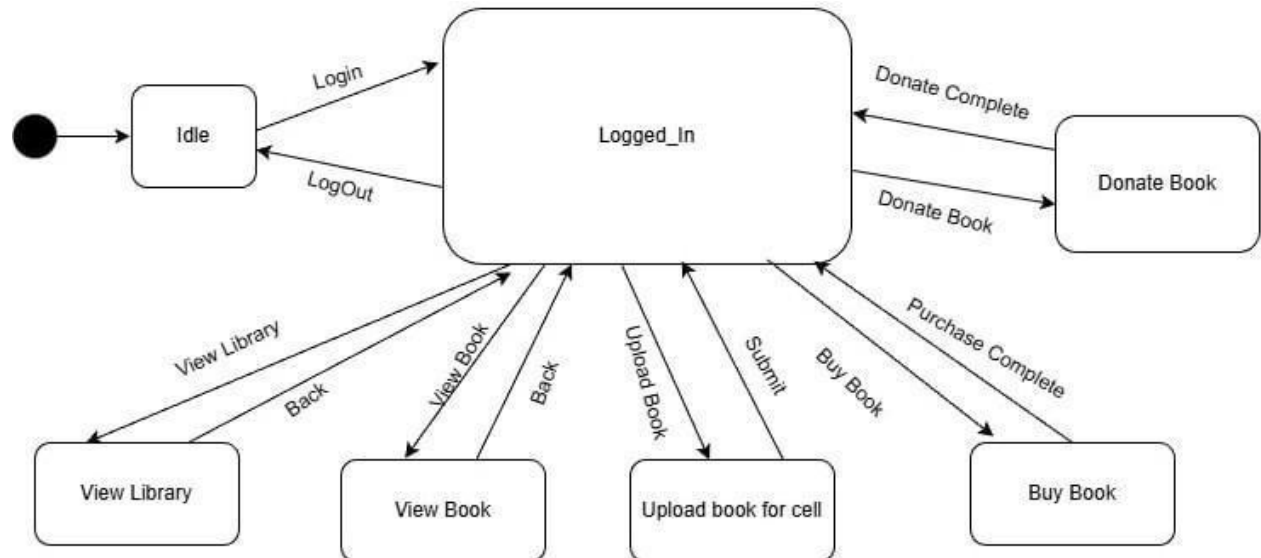 Login
Idle
LogOut
Logged_In
Donate Complete
Donate Book
Donate Book
View Library
Back
View Book
Back
Upload Book
Submit
Buy Book
Purchase Complete
View Library
View Book
Upload book for cell
Buy Book